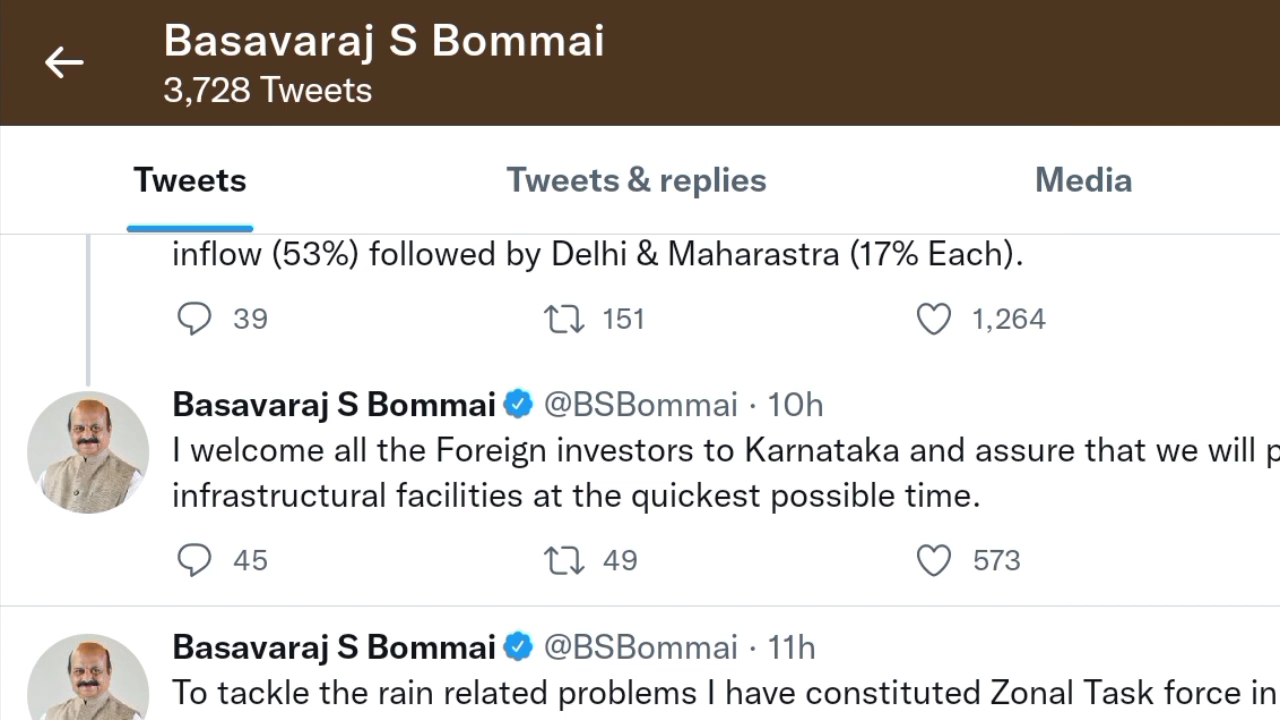 Basavaraj S Bommai
3,728 Tweets
Tweets Tweets & replies Media
inflow (53%) followed by Delhi & Maharastra (17% Each).
39 151 1,264
Basavaraj S Bommai @BSBommai · 10h
I welcome all the Foreign investors to Karnataka and assure that we will
infrastructural facilities at the quickest possible time.
45 49 573
Basavaraj S Bommai @BSBommai · 11h
To tackle the rain related problems I have constituted Zonal Task force in